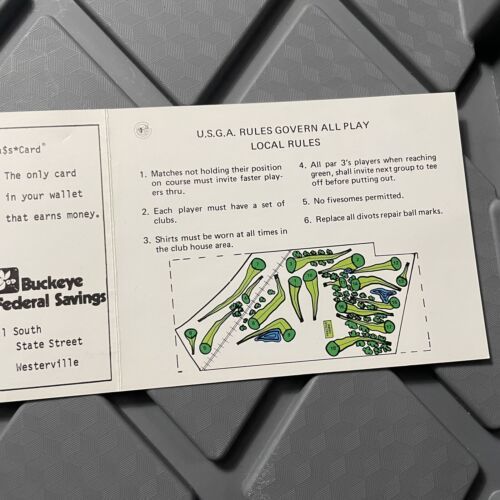 s*Card®
The only card
in your wallet
that earns money.
Buckeye
Federal Savings
1 South
State Street
Westerville
U.S.G.A. RULES GOVERN ALL PLAY
LOCAL RULES
1. Matches not holding their position
on course must invite faster play-
ers thru.
2. Each player must have a set of
clubs.
3. Shirts must be worn at all times in
the club house area.
4. All par 3's players when reaching
green, shall invite next group to tee
off before putting out.
5. No fivesomes permitted.
6. Replace all divots repair ball marks.